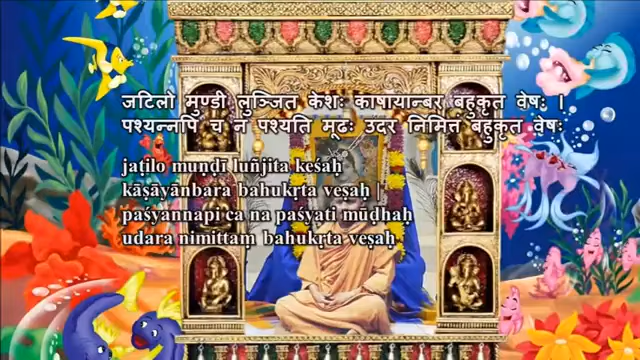 जटिलो मुण्डी लुञ्जित केशः काषायान्बर बहुकृत वेषः |
पश्यन्नपि च न पश्यति मूढः उदर निमित्त बहुकृत वेषः
jaṭilo muṇḍī luñjita keśaḥ
kāṣāyānbara bahukṛta veṣaḥ |
paśyannapi ca na paśyati mūḍhaḥ
udara nimittaṃ bahukṛta veṣaḥ